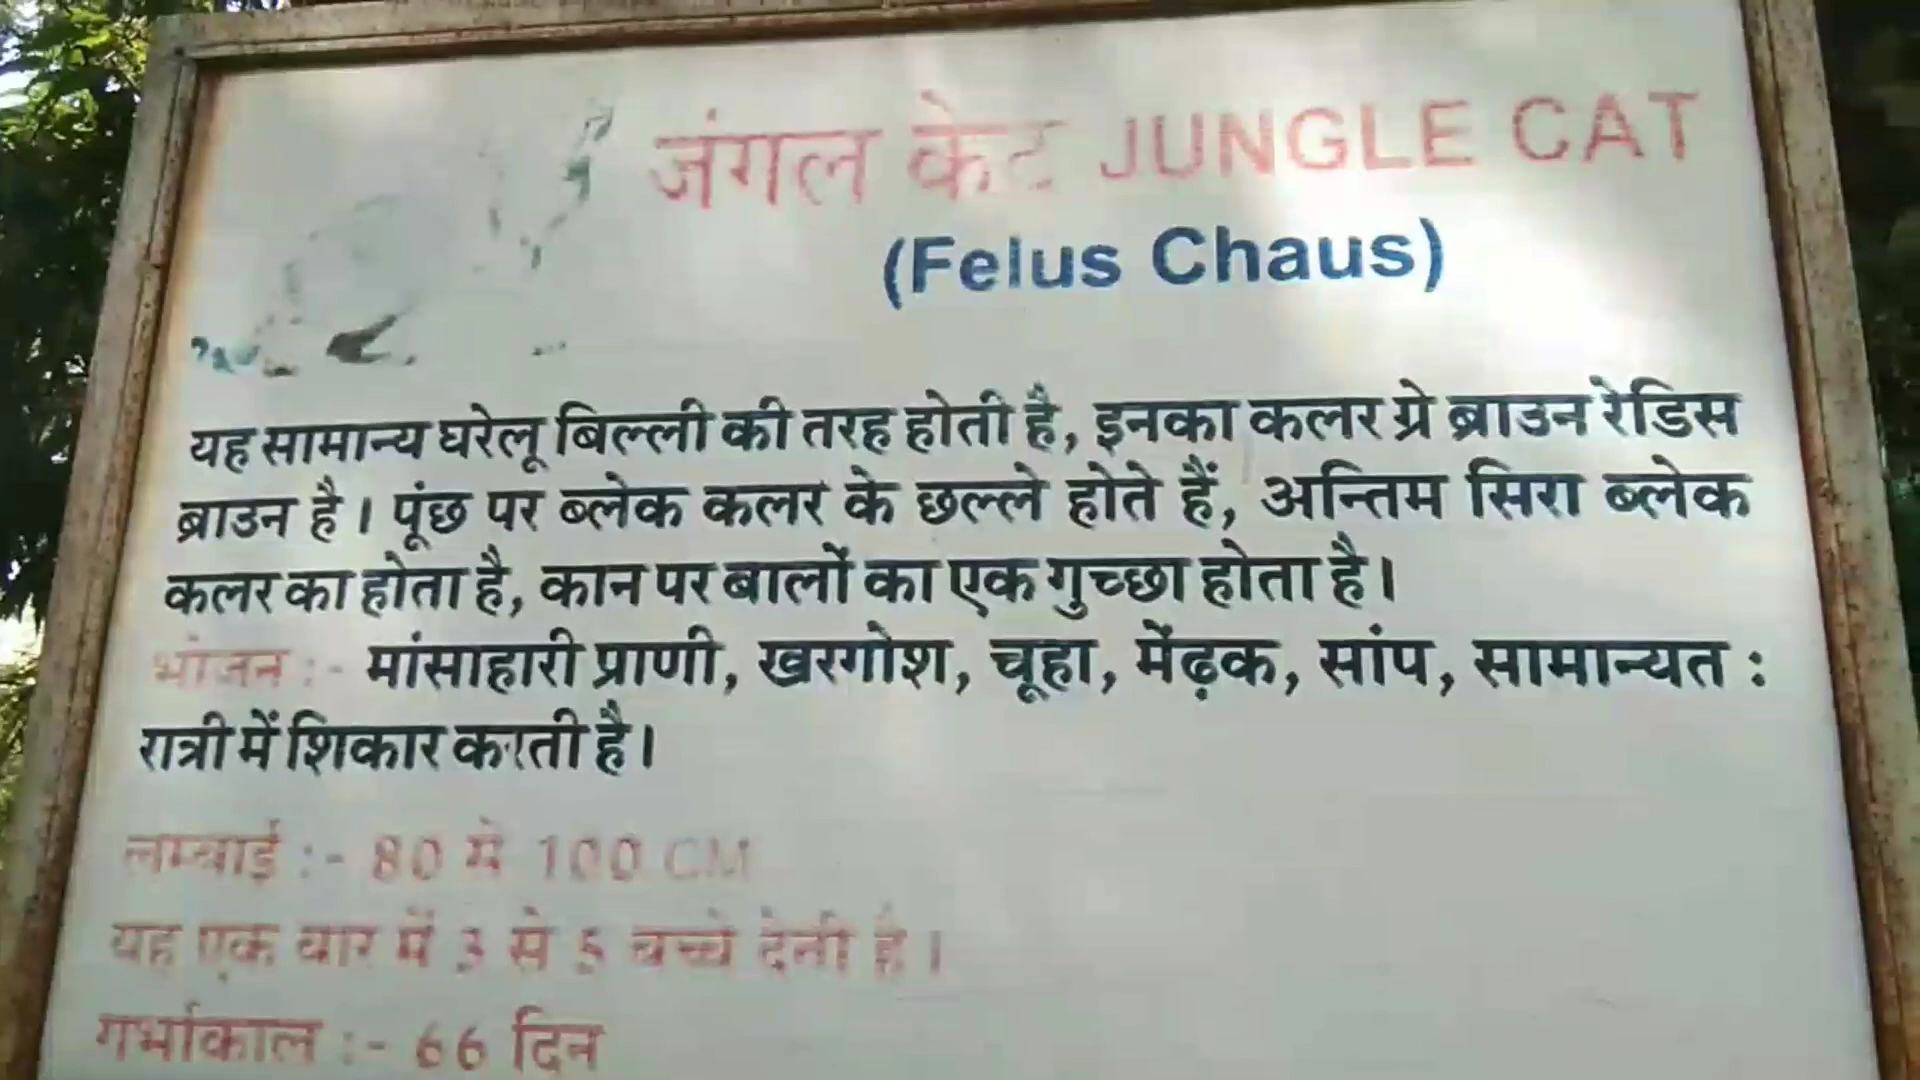 जंगल केट JUNGLE CAT
(Felus Chaus)
यह सामान्य घरेलू बिल्ली की तरह होती है, इनका कलर ग्रे ब्राउन रेडिस
ब्राउन है। पूंछ पर ब्लेक कलर के छल्ले होते हैं, अन्तिम सिरा ब्लेक
कलर का होता है, कान पर बालों का एक गुच्छा होता है।
भोजन :- मांसाहारी प्राणी, खरगोश, चूहा, मेंढ़क, सांप, सामान्यत :
रात्री में शिकार करती है।
लम्बाई :- 80 से 100 CM
यह एक बार में 3 से 5 बच्चे देती है।
गर्भाकाल :- 66 दिन